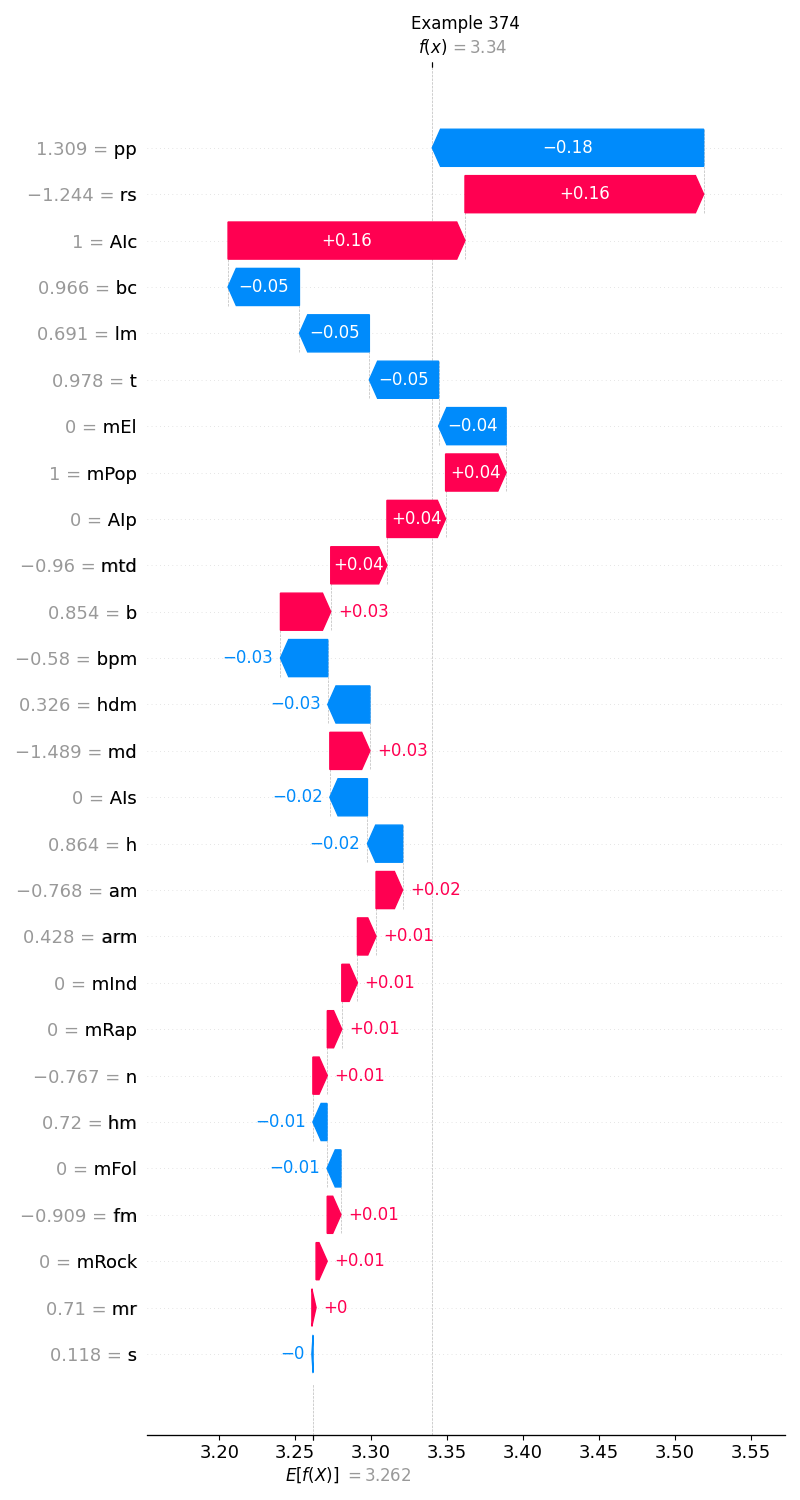 Example 374
f(x) = 3.34
1.309 = pp −0.18
−1.244 = rs +0.16
1 = AIc +0.16
0.966 = bc −0.05
0.691 = lm −0.05
0.978 = t −0.05
0 = mEl −0.04
1 = mPop +0.04
0 = AIp +0.04
−0.96 = mtd +0.04
0.854 = b +0.03
−0.58 = bpm −0.03
0.326 = hdm −0.03
−1.489 = md +0.03
0 = AIs −0.02
0.864 = h −0.02
−0.768 = am +0.02
0.428 = arm +0.01
0 = mInd +0.01
0 = mRap +0.01
−0.767 = n +0.01
0.72 = hm −0.01
0 = mFol −0.01
−0.909 = fm +0.01
0 = mRock +0.01
0.71 = mr +0
0.118 = s −0
3.20 3.25 3.30 3.35 3.40 3.45 3.50 3.55
E[f(X)] = 3.262